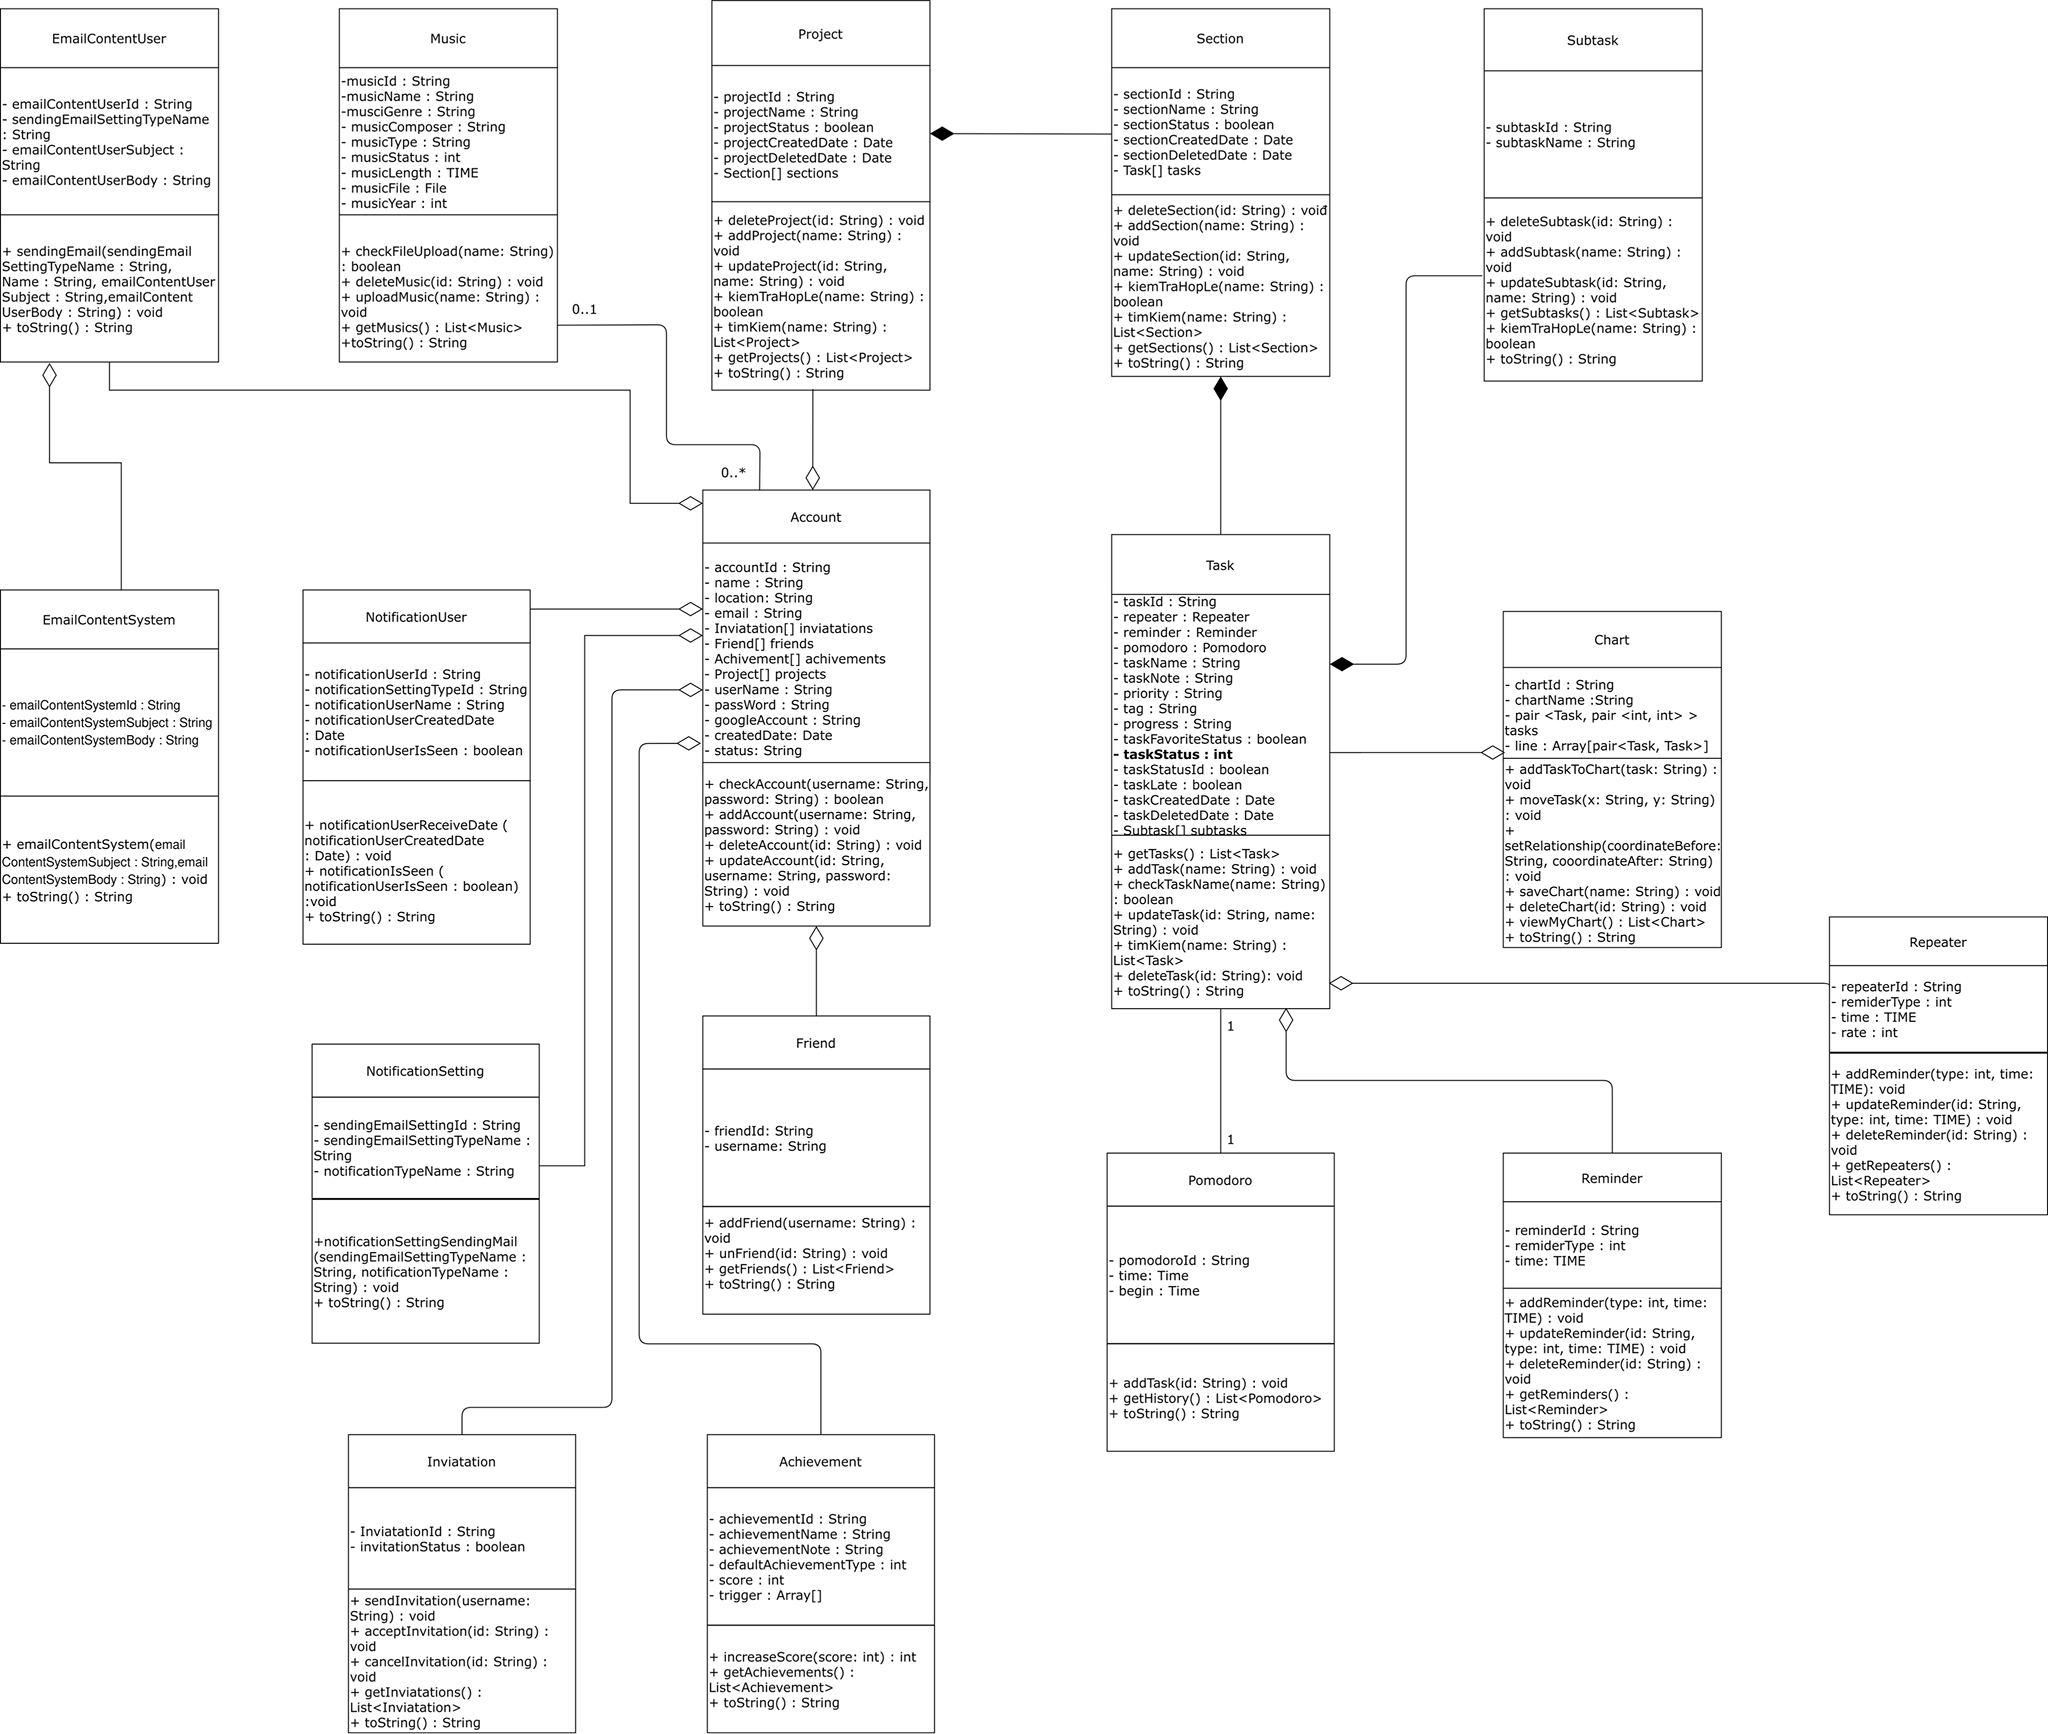 EmailContentUser
- emailContentUserId : String
- sendingEmailSettingTypeName
: String
- emailContentUserSubject :
String
- emailContentUserBody : String
+ sendingEmail(sendingEmail
SettingTypeName : String,
Name : String, emailContentUser
Subject : String,emailContent
UserBody : String) : void
+ toString() : String
Music
-musicId : String
-musicName : String
-musciGenre : String
- musicComposer : String
- musicType : String
- musicStatus : int
- musicLength : TIME
- musicFile : File
- musicYear : int
+ checkFileUpload(name: String)
: boolean
+ deleteMusic(id: String) : void
+ uploadMusic(name: String) :
void
+ getMusics() : List<Music>
+toString() : String
0..1
0..*
Project
- projectId : String
- projectName : String
- projectStatus : boolean
- projectCreatedDate : Date
- projectDeletedDate : Date
- Section[] sections
+ deleteProject(id: String) : void
+ addProject(name: String) :
void
+ updateProject(id: String,
name: String) : void
+ kiemTraHopLe(name: String) :
boolean
+ timKiem(name: String) :
List<Project>
+ getProjects() : List<Project>
+ toString() : String
Section
- sectionId : String
- sectionName : String
- sectionStatus : boolean
- sectionCreatedDate : Date
- sectionDeletedDate : Date
- Task[] tasks
+ deleteSection(id: String) : void
+ addSection(name: String) :
void
+ updateSection(id: String,
name: String) : void
+ kiemTraHopLe(name: String) :
boolean
+ timKiem(name: String) :
List<Section>
+ getSections() : List<Section>
+ toString() : String
Subtask
- subtaskId : String
- subtaskName : String
+ deleteSubtask(id: String) :
void
+ addSubtask(name: String) :
void
+ updateSubtask(id: String,
name: String) : void
+ getSubtasks() : List<Subtask>
+ kiemTraHopLe(name: String) :
boolean
+ toString() : String
EmailContentSystem
- emailContentSystemId : String
- emailContentSystemSubject : String
- emailContentSystemBody : String
+ emailContentSystem(email
ContentSystemSubject : String,email
ContentSystemBody : String) : void
+ toString() : String
NotificationUser
- notificationUserId : String
- notificationSettingTypeId : String
- notificationUserName : String
- notificationUserCreatedDate
: Date
- notificationUserIsSeen : boolean
+ notificationUserReceiveDate (
notificationUserCreatedDate
: Date) : void
+ notificationIsSeen (
notificationUserIsSeen : boolean)
:void
+ toString() : String
Account
- accountId : String
- name : String
- location: String
- email : String
- Inviatation[] inviatations
- Friend[] friends
- Achivement[] achivements
- Project[] projects
- userName : String
- passWord : String
- googleAccount : String
- createdDate: Date
- status: String
+ checkAccount(username: String,
password: String) : boolean
+ addAccount(username: String,
password: String) : void
+ deleteAccount(id: String) : void
+ updateAccount(id: String,
username: String, password:
String) : void
+ toString() : String
Task
- taskId : String
- repeater : Repeater
- reminder : Reminder
- pomodoro : Pomodoro
- taskName : String
- taskNote : String
- priority : String
- tag : String
- progress : String
- taskFavoriteStatus : boolean
- taskStatus : int
- taskStatusId : boolean
- taskLate : boolean
- taskCreatedDate : Date
- taskDeletedDate : Date
- Subtask[] subtasks
+ getTasks() : List<Task>
+ addTask(name: String) : void
+ checkTaskName(name: String)
: boolean
+ updateTask(id: String, name:
String) : void
+ timKiem(name: String) :
List<Task>
+ deleteTask(id: String): void
+ toString() : String
1
1
Chart
- chartId : String
- chartName :String
- pair <Task, pair <int, int> >
tasks
- line : Array[pair<Task, Task>]
+ addTaskToChart(task: String) :
void
+ moveTask(x: String, y: String)
: void
+
setRelationship(coordinateBefore:
String, cooordinateAfter: String)
: void
+ saveChart(name: String) : void
+ deleteChart(id: String) : void
+ viewMyChart() : List<Chart>
+ toString() : String
Repeater
- repeaterId : String
- remiderType : int
- time : TIME
- rate : int
+ addReminder(type: int, time:
TIME): void
+ updateReminder(id: String,
type: int, time: TIME) : void
+ deleteReminder(id: String) :
void
+ getRepeaters() :
List<Repeater>
+ toString() : String
NotificationSetting
- sendingEmailSettingId : String
- sendingEmailSettingTypeName :
String
- notificationTypeName : String
+notificationSettingSendingMail
(sendingEmailSettingTypeName :
String, notificationTypeName :
String) : void
+ toString() : String
Friend
- friendId: String
- username: String
+ addFriend(username: String) :
void
+ unFriend(id: String) : void
+ getFriends() : List<Friend>
+ toString() : String
Pomodoro
- pomodoroId : String
- time: Time
- begin : Time
+ addTask(id: String) : void
+ getHistory() : List<Pomodoro>
+ toString() : String
Reminder
- reminderId : String
- remiderType : int
- time: TIME
+ addReminder(type: int, time:
TIME) : void
+ updateReminder(id: String,
type: int, time: TIME) : void
+ deleteReminder(id: String) :
void
+ getReminders() :
List<Reminder>
+ toString() : String
Inviatation
- InviatationId : String
- invitationStatus : boolean
+ sendInvitation(username:
String) : void
+ acceptInvitation(id: String) :
void
+ cancelInvitation(id: String) :
void
+ getInviatations() :
List<Inviatation>
+ toString() : String
Achievement
- achievementId : String
- achievementName : String
- achievementNote : String
- defaultAchievementType : int
- score : int
- trigger : Array[]
+ increaseScore(score: int) : int
+ getAchievements() :
List<Achievement>
+ toString() : String